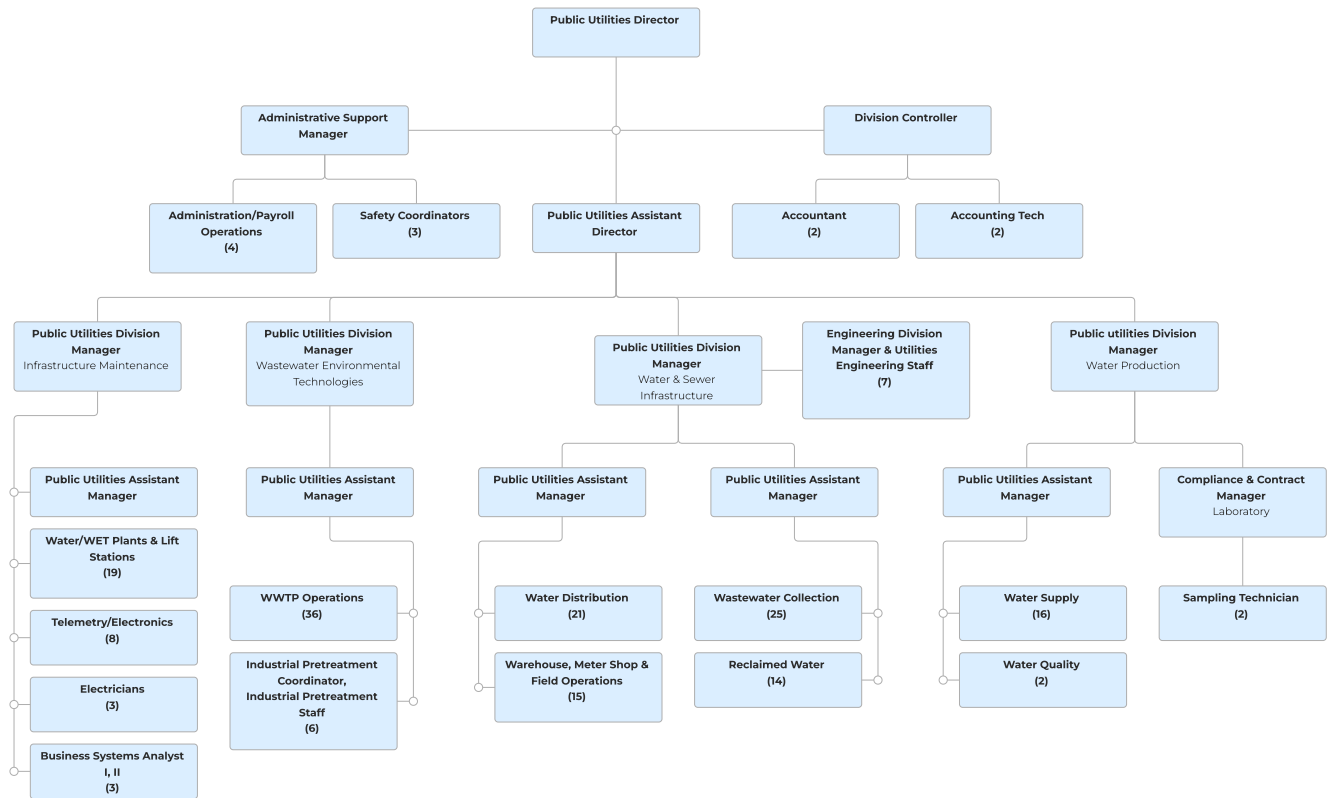 Public Utilities Director
Administrative Support
Manager
Division Controller
Administration/Payroll
Operations
(4)
Safety Coordinators
(3)
Public Utilities Assistant
Director
Accountant
(2)
Accounting Tech
(2)
Public Utilities Division
Manager
Infrastructure Maintenance
Public Utilities Division
Manager
Wastewater Environmental
Technologies
Public Utilities Division
Manager
Water & Sewer
Infrastructure
Engineering Division
Manager & Utilities
Engineering Staff
(7)
Public utilities Division
Manager
Water Production
Public Utilities Assistant
Manager
Public Utilities Assistant
Manager
Public Utilities Assistant
Manager
Public Utilities Assistant
Manager
Public Utilities Assistant
Manager
Compliance & Contract
Manager
Laboratory
Water/WET Plants & Lift
Stations
(19)
Telemetry/Electronics
(8)
Electricians
(3)
Business Systems Analyst
I, II
(3)
WWTP Operations
(36)
Industrial Pretreatment
Coordinator,
Industrial Pretreatment
Staff
(6)
Water Distribution
(21)
Warehouse, Meter Shop &
Field Operations
(15)
Wastewater Collection
(25)
Reclaimed Water
(14)
Water Supply
(16)
Water Quality
(2)
Sampling Technician
(2)